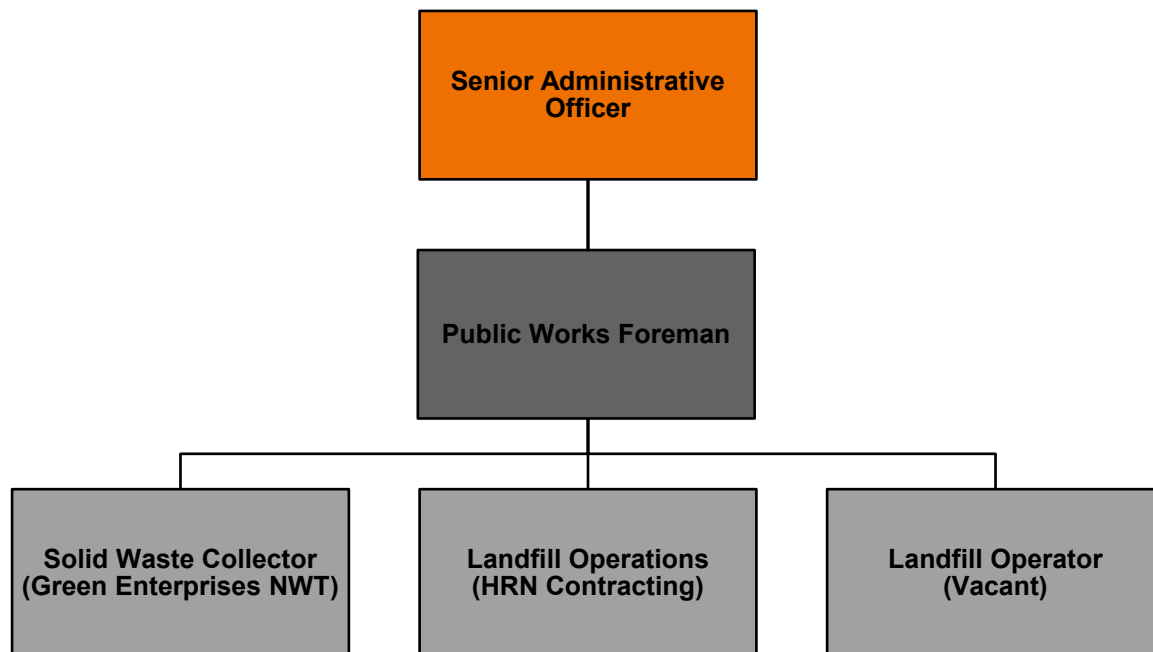 Senior Administrative
Officer
Public Works Foreman
Solid Waste Collector
(Green Enterprises NWT)
Landfill Operations
(HRN Contracting)
Landfill Operator
(Vacant)